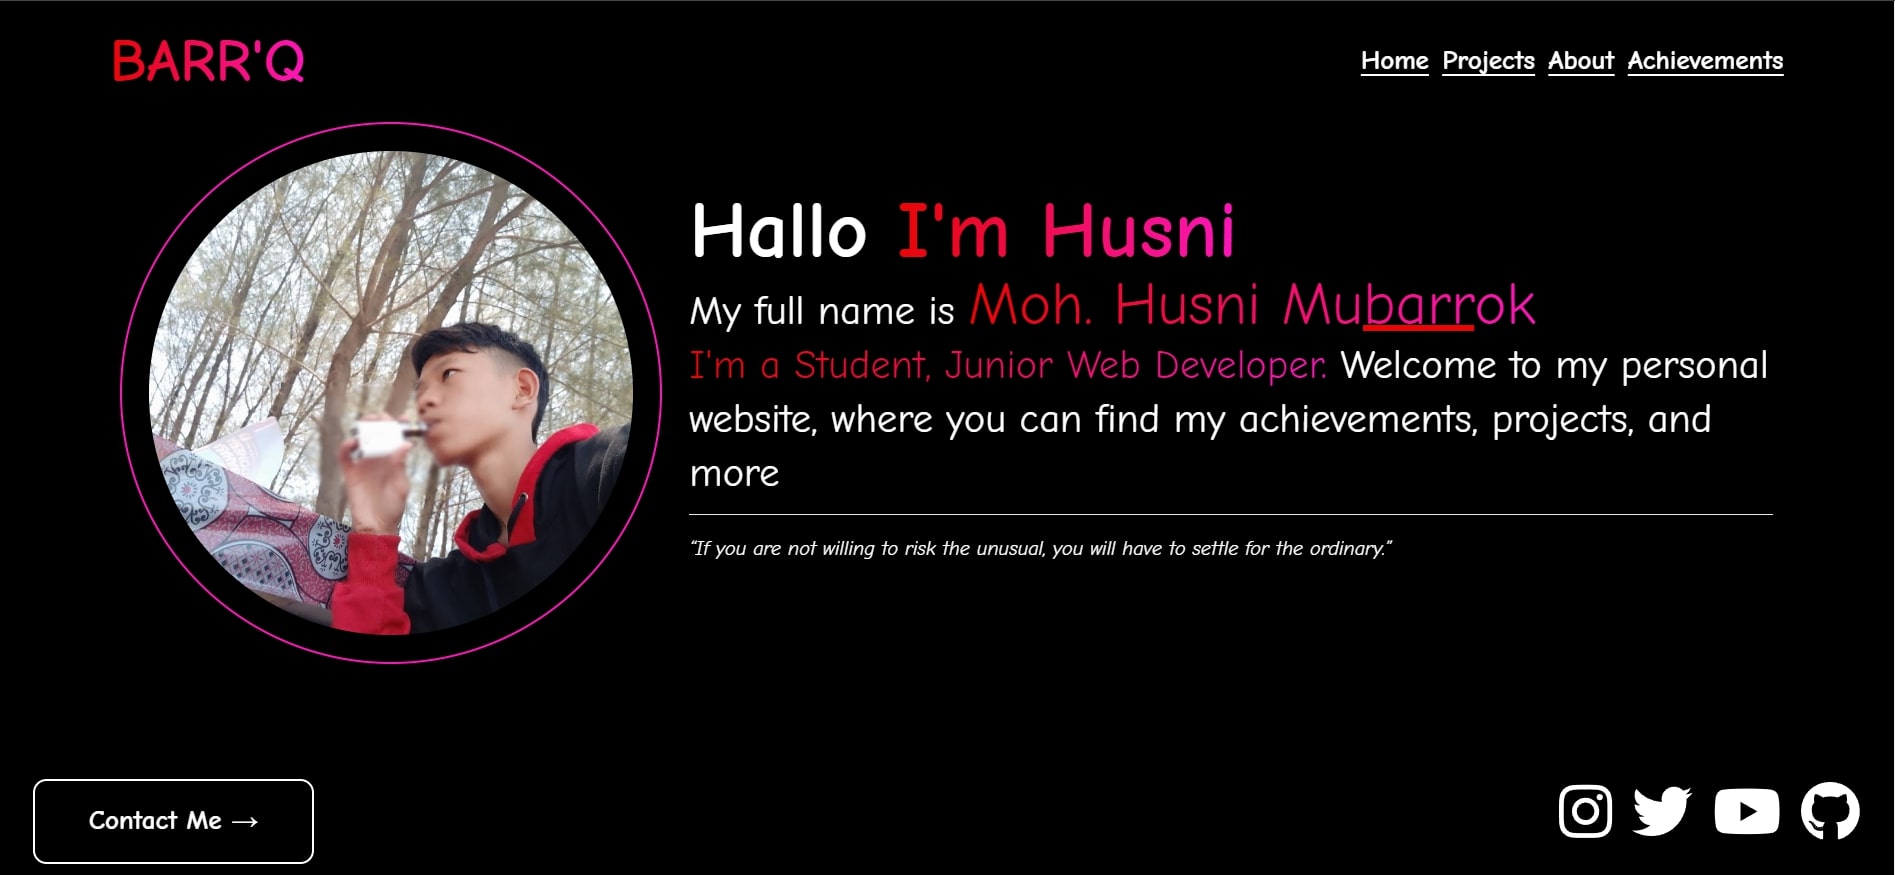 BARR'Q
Home Projects About Achievements
Hallo I'm Husni
My full name is Moh. Husni Mubarrok
I'm a Student, Junior Web Developer. Welcome to my personal
website, where you can find my achievements, projects, and
more
“If you are not willing to risk the unusual, you will have to settle for the ordinary.”
Contact Me →